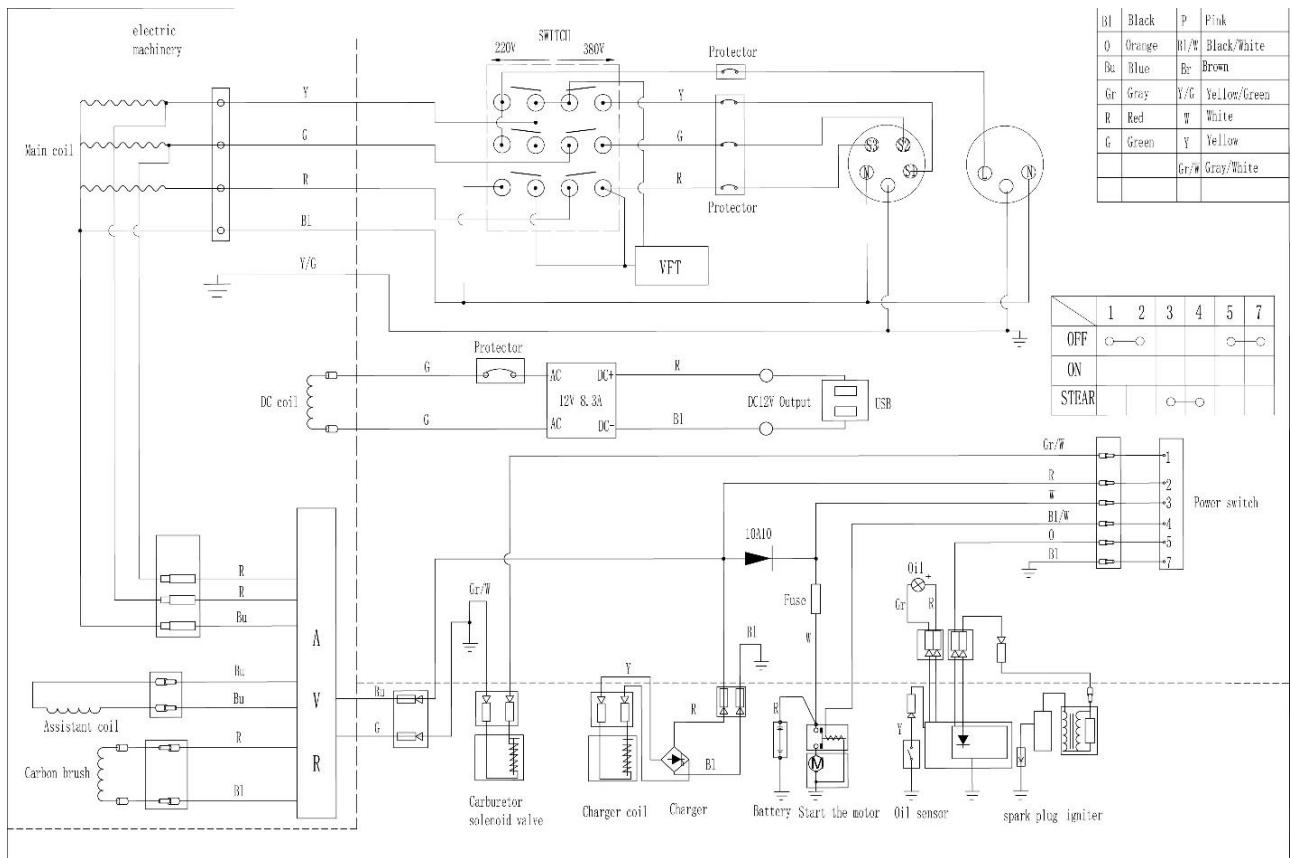 electric
machinery
SWITCH
220V 380V
Protector
Bl Black P Pink
O Orange Bl/W Black/White
Bu Blue Br Brown
Gr Gray Y/G Yellow/Green
R Red W White
G Green Y Yellow
Gr/W Gray/White
Main coil
Y Y
G G
R R
Bl
Y/G
S3 S2
N S1
L N
Protector
VFT
1 2 3 4 5 7
OFF
ON
STEAR
Protector
DC coil
G
G
AC DC+
12V 8.3A
AC DC-
R
Bl
DC12V Output
USB
Gr/W
R
W
Bl/W
O
Bl
1
2
3
4
5
7
Power switch
10A10
Fuse
W
Oil
+
Gr R
R
R
Bu
A
V
R
Bu
Bu
Assistant coil
R
Carbon brush
Bl
Bu
G
Gr/W
Carburetor
solenoid valve
Y
Charger coil
R
Bl
Bl
Charger
R
Battery
M
Start the motor
Y
Oil sensor
spark plug igniter